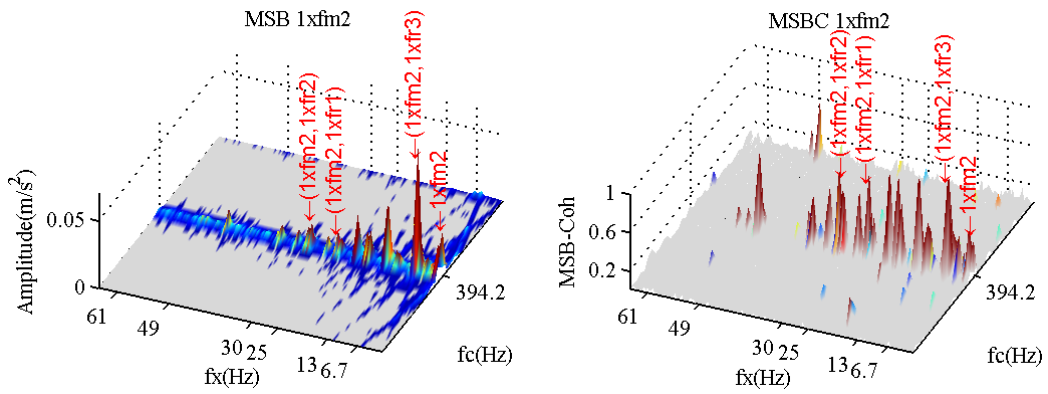 MSB 1xfm2
(1xfm2,1xfr2)
(1xfm2,1xfr1)
(1xfm2,1xfr3)
1xfm2
Amplitude(m/s²)
0.05
0
61
49
30
25
13
6.7
fx(Hz)
394.2
fc(Hz)
MSBC 1xfm2
(1xfm2,1xfr2)
(1xfm2,1xfr1)
(1xfm2,1xfr3)
1xfm2
MSB-Coh
1
0.6
0.2
61
49
30
25
13
6.7
fx(Hz)
394.2
fc(Hz)